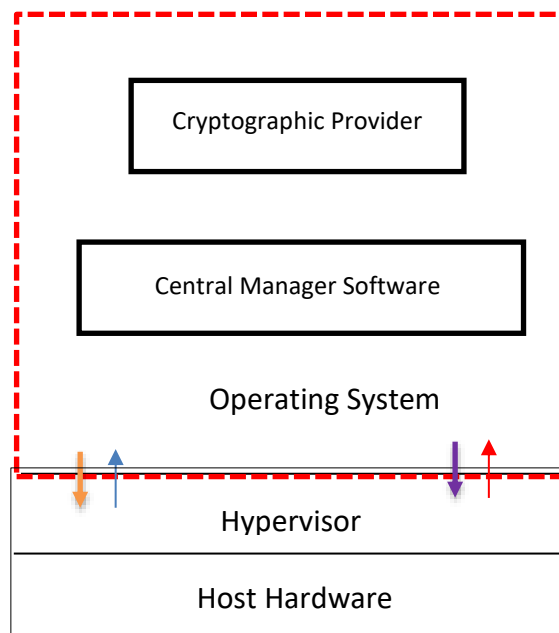 Cryptographic Provider
Central Manager Software
Operating System
Hypervisor
Host Hardware